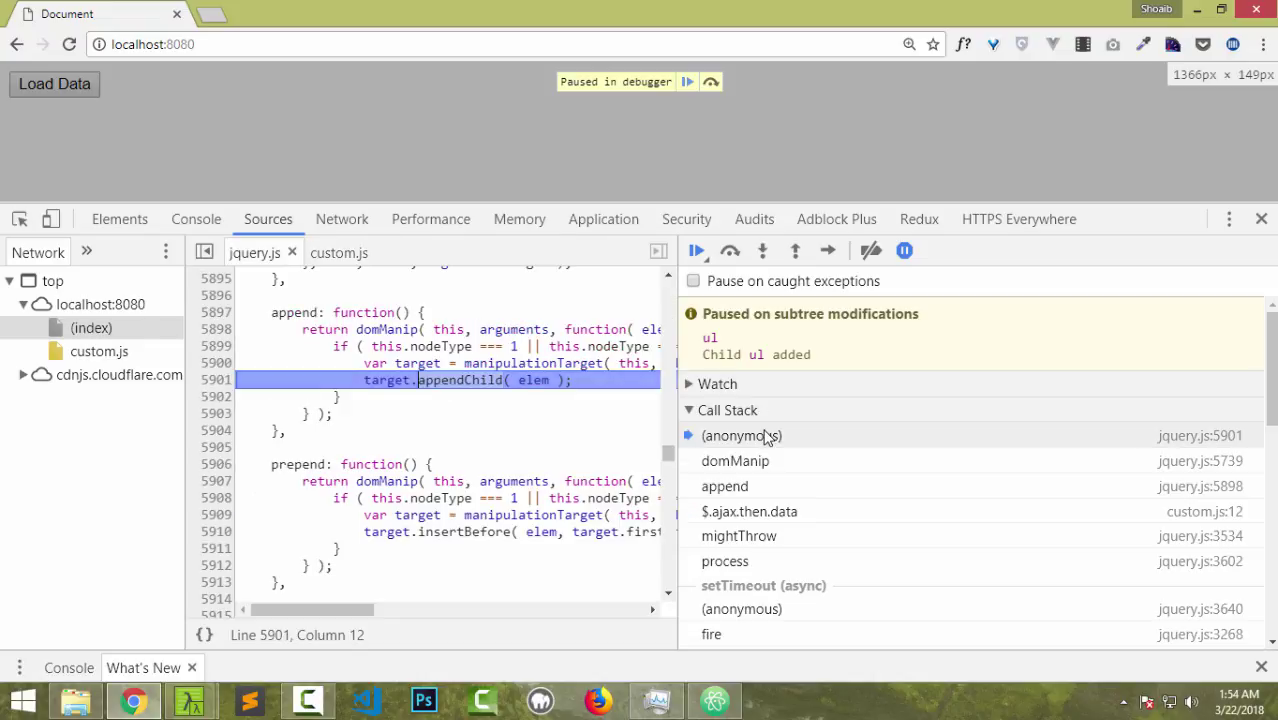 Document
Shoaib
localhost:8080
f?
Load Data
Paused in debugger
1366px × 149px
Elements Console Sources Network Performance Memory Application Security Audits Adblock Plus Redux HTTPS Everywhere
Network »
jquery.js
custom.js
top
localhost:8080
(index)
custom.js
cdnjs.cloudflare.com
5895 },
5896
5897 append: function() {
5898 return domManip( this, arguments, function( ele
5899 if ( this.nodeType === 1 || this.nodeType =
5900 var target = manipulationTarget( this,
5901 target.appendChild( elem );
5902 }
5903 } );
5904 },
5905
5906 prepend: function() {
5907 return domManip( this, arguments, function( ele
5908 if ( this.nodeType === 1 || this.nodeType =
5909 var target = manipulationTarget( this,
5910 target.insertBefore( elem, target.first
5911 }
5912 } );
5913 },
5914
5915
{ } Line 5901, Column 12
Pause on caught exceptions
Paused on subtree modifications
ul
Child ul added
Watch
Call Stack
(anonymous) jquery.js:5901
domManip jquery.js:5739
append jquery.js:5898
$.ajax.then.data custom.js:12
mightThrow jquery.js:3534
process jquery.js:3602
setTimeout (async)
(anonymous) jquery.js:3640
fire jquery.js:3268
Console What's New
Ps
1:54 AM
3/22/2018